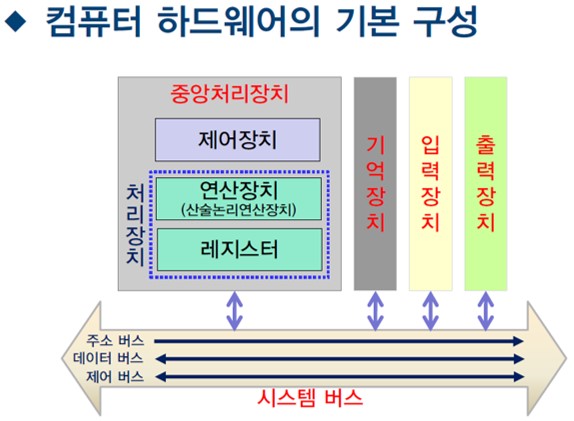 ◆ 컴퓨터 하드웨어의 기본 구성
중앙처리장치
제어장치
처리장치
연산장치
(산술논리연산장치)
레지스터
기억장치
입력장치
출력장치
주소 버스
데이터 버스
제어 버스
시스템 버스